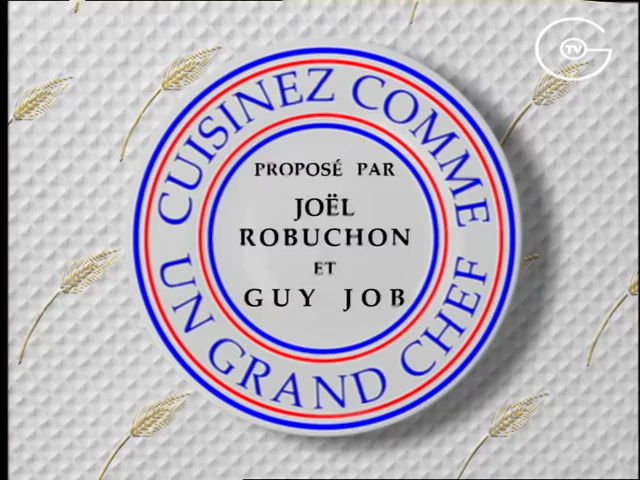 CUISINEZ COMME
UN GRAND CHEF
PROPOSÉ PAR
JOËL
ROBUCHON
ET
GUY JOB
G TV